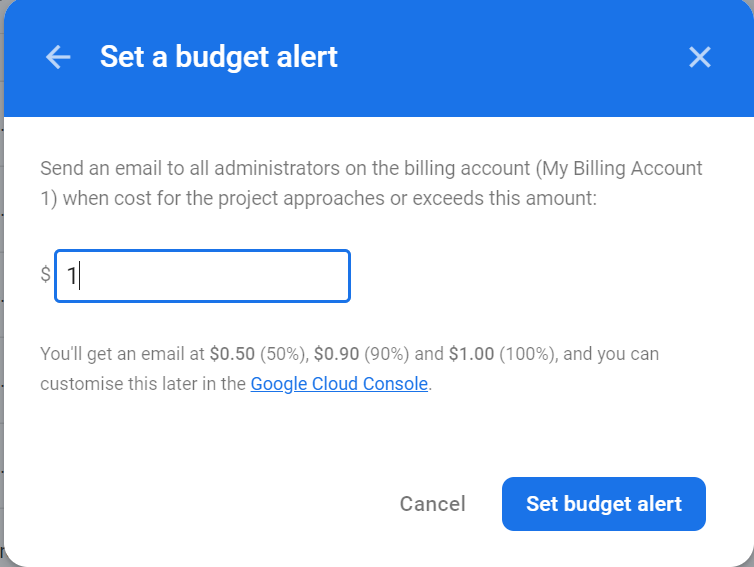 Set a budget alert
Send an email to all administrators on the billing account (My Billing Account
1) when cost for the project approaches or exceeds this amount:
$ 1
You'll get an email at $0.50 (50%), $0.90 (90%) and $1.00 (100%), and you can
customise this later in the Google Cloud Console.
Cancel Set budget alert